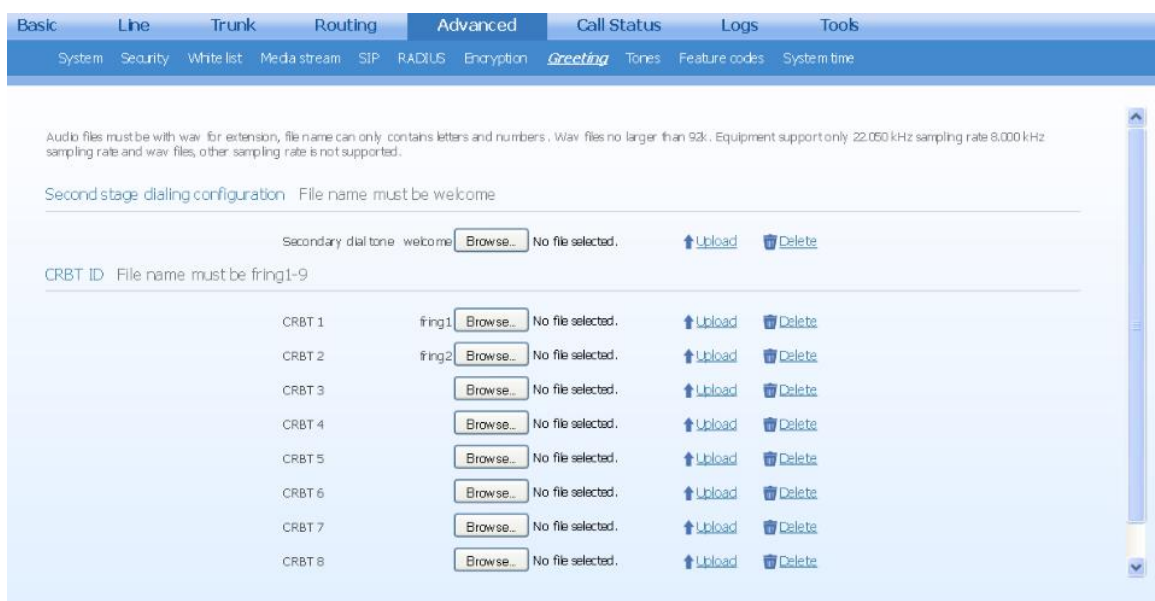 Basic Line Trunk Routing Advanced Call Status Logs Tools
System Security White list Media stream SIP RADIUS Encryption Greeting Tones Feature codes System time
Audio files must be with wav for extension, file name can only contains letters and numbers . Wav files no larger than 92k. Equipment support only 22.050 kHz sampling rate 8.000 kHz
sampling rate and wav files, other sampling rate is not supported.
Second stage dialing configuration File name must be welcome
Secondary dial tone welcome Browse... No file selected. Upload Delete
CRBT ID File name must be fring1-9
CRBT 1 fring1 Browse... No file selected. Upload Delete
CRBT 2 fring2 Browse... No file selected. Upload Delete
CRBT 3 Browse... No file selected. Upload Delete
CRBT 4 Browse... No file selected. Upload Delete
CRBT 5 Browse... No file selected. Upload Delete
CRBT 6 Browse... No file selected. Upload Delete
CRBT 7 Browse... No file selected. Upload Delete
CRBT 8 Browse... No file selected. Upload Delete